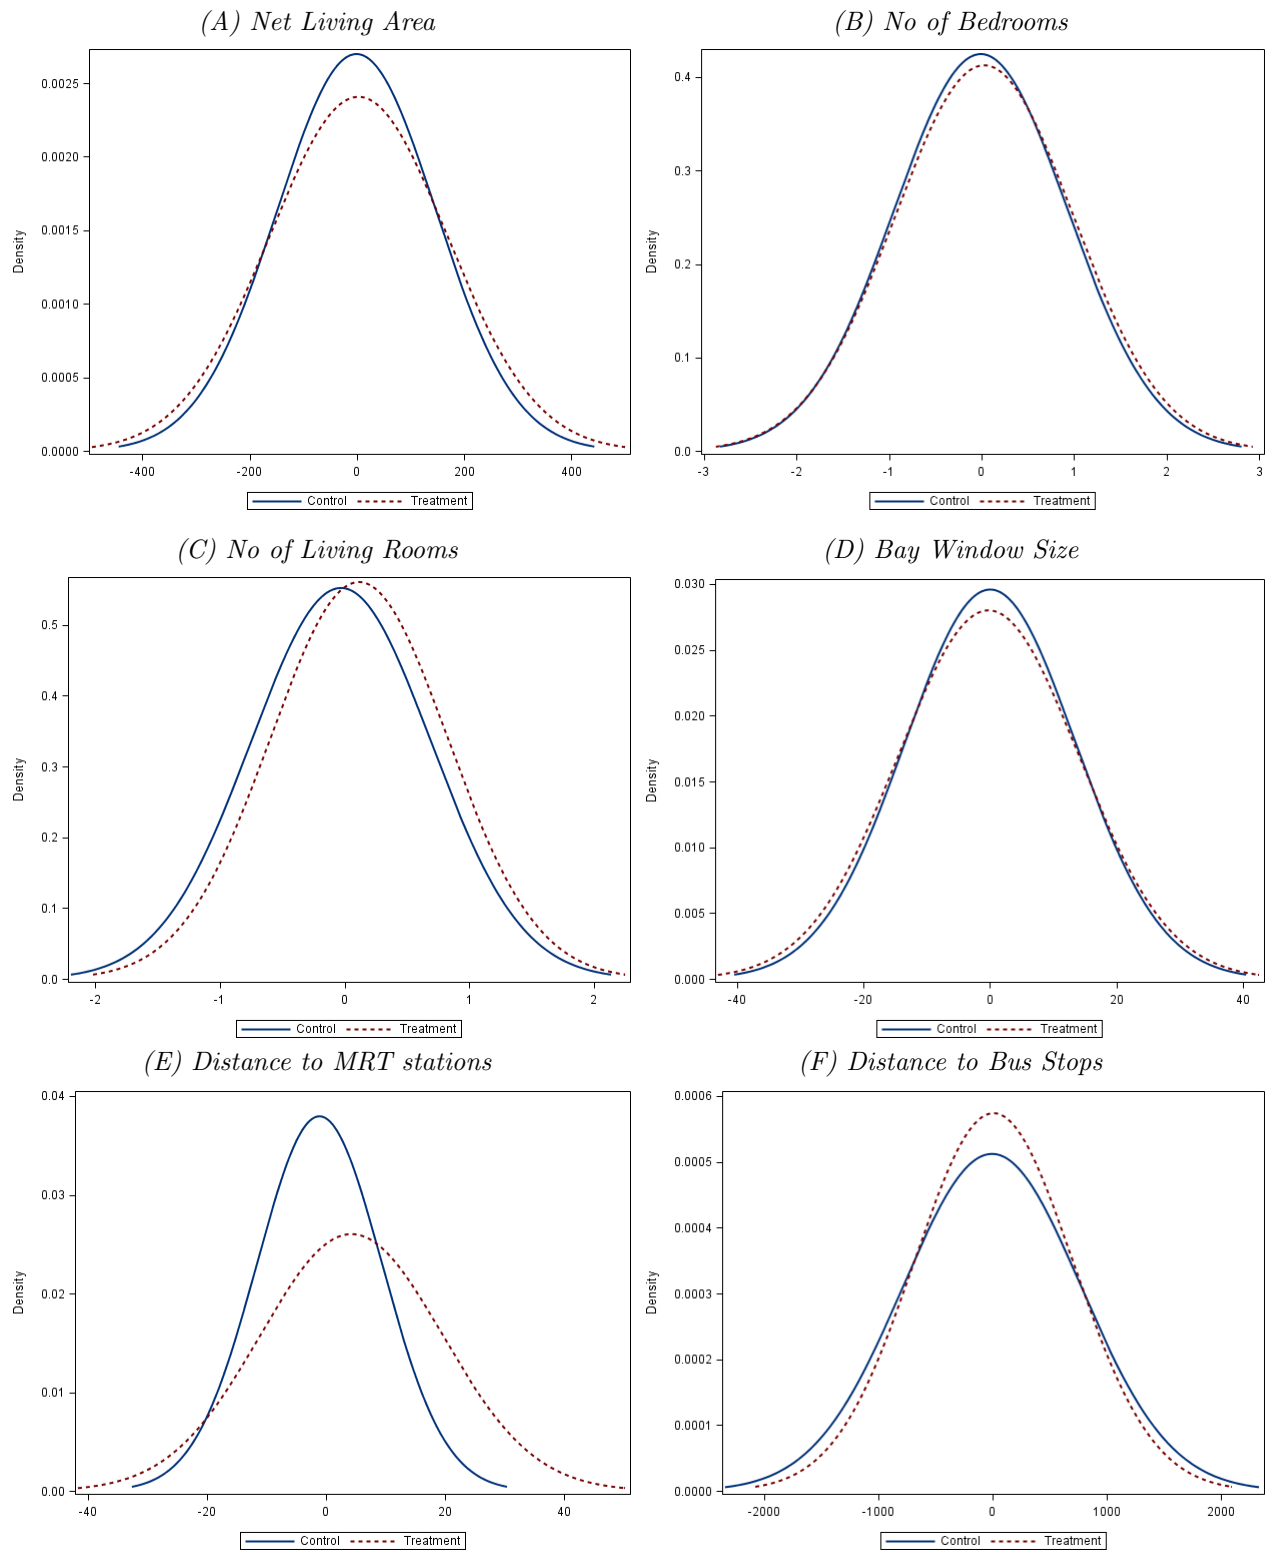 (A) Net Living Area
(B) No of Bedrooms
0.0025
0.0020
0.0015
0.0010
0.0005
0.0000
Density
-400 -200 0 200 400
Control Treatment
0.4
0.3
0.2
0.1
0.0
Density
-3 -2 -1 0 1 2 3
Control Treatment
(C) No of Living Rooms
(D) Bay Window Size
0.5
0.4
0.3
0.2
0.1
0.0
Density
-2 -1 0 1 2
Control Treatment
0.030
0.025
0.020
0.015
0.010
0.005
0.000
Density
-40 -20 0 20 40
Control Treatment
(E) Distance to MRT stations
(F) Distance to Bus Stops
0.04
0.03
0.02
0.01
0.00
Density
-40 -20 0 20 40
Control Treatment
0.0006
0.0005
0.0004
0.0003
0.0002
0.0001
0.0000
Density
-2000 -1000 0 1000 2000
Control Treatment